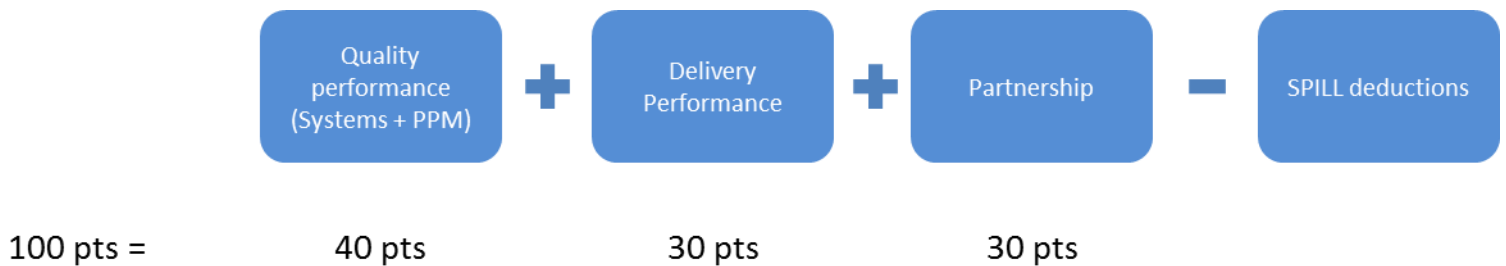 Quality
performance
(Systems + PPM)
Delivery
Performance
Partnership
SPILL deductions
100 pts =
40 pts
30 pts
30 pts